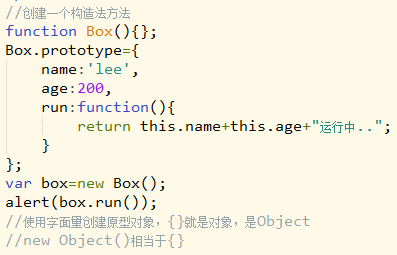 //创建一个构造法方法
function Box(){};
Box.prototype={
    name:'lee',
    age:200,
    run:function(){
        return this.name+this.age+"运行中..";
    }
};
var box=new Box();
alert(box.run());
//使用字面量创建原型对象，{}就是对象，是Object
//new Object()相当于{}